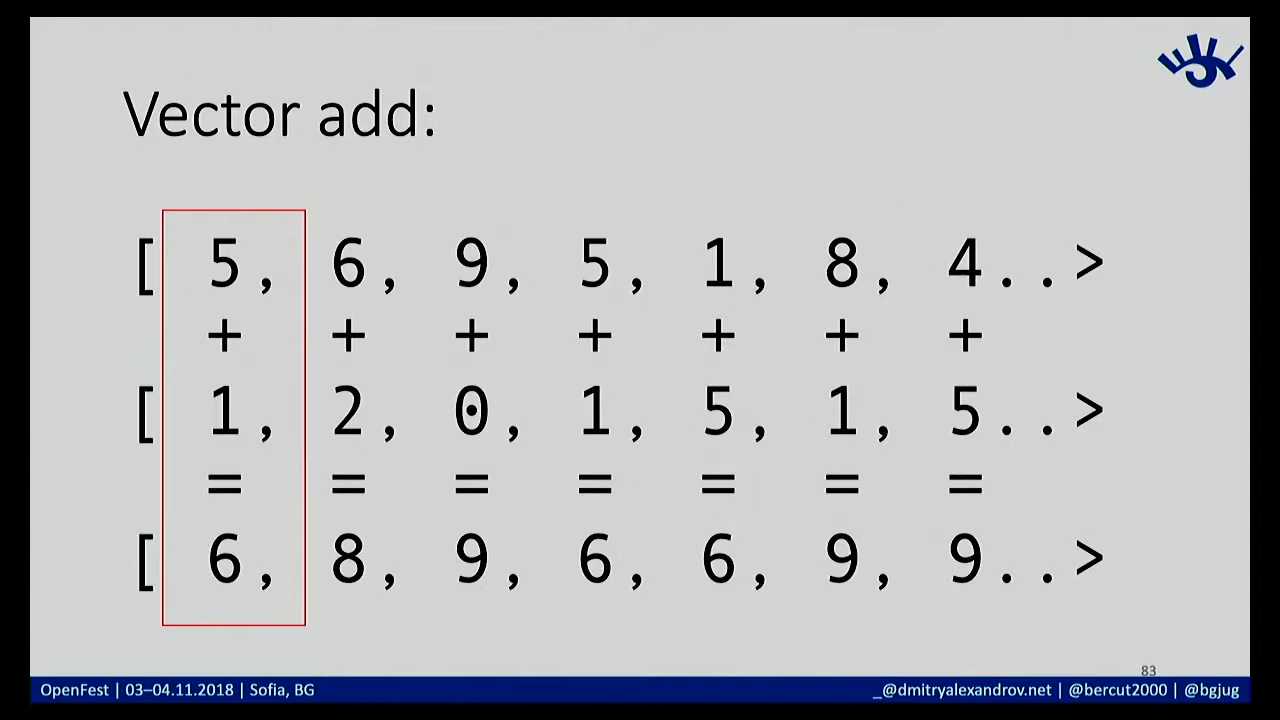 Vector add:
[ 5, 6, 9, 5, 1, 8, 4..>
+ + + + + + +
[ 1, 2, 0, 1, 5, 1, 5..>
= = = = = = =
[ 6, 8, 9, 6, 6, 9, 9..>
83
OpenFest | 03–04.11.2018 | Sofia, BG
_@dmitryalexandrov.net | @bercut2000 | @bgjug